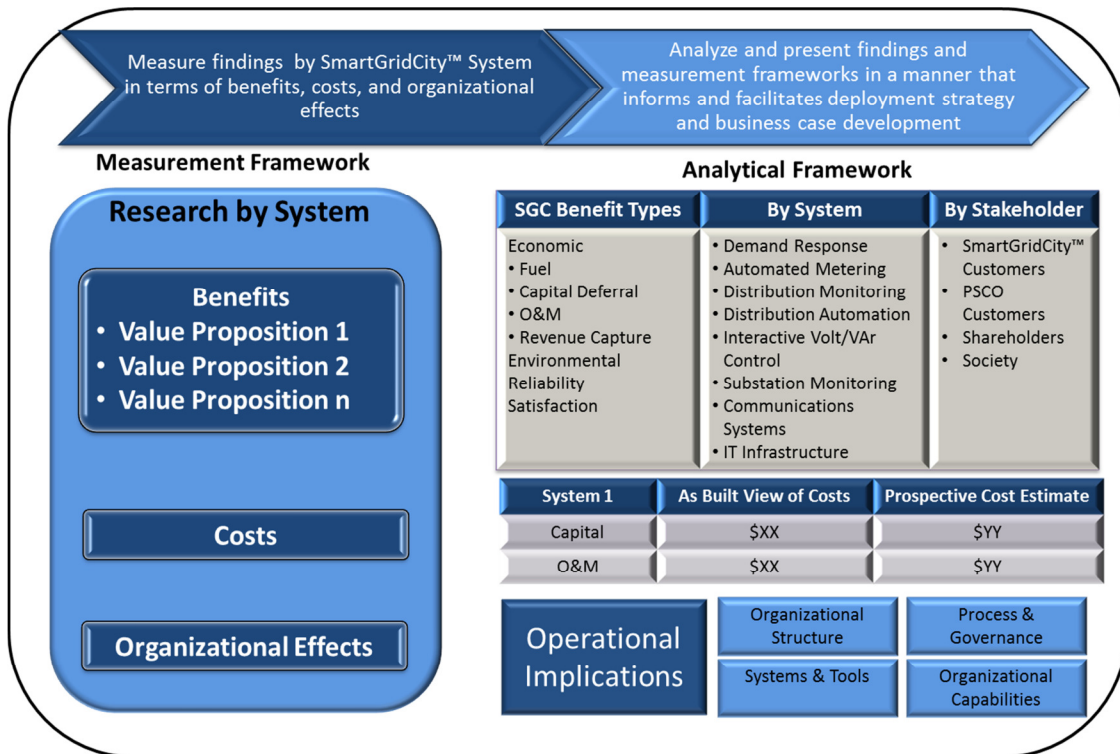 Measure findings by SmartGridCity™ System
in terms of benefits, costs, and organizational
effects
Analyze and present findings and
measurement frameworks in a manner that
informs and facilitates deployment strategy
and business case development
Measurement Framework
Research by System
Benefits
• Value Proposition 1
• Value Proposition 2
• Value Proposition n
Costs
Organizational Effects
Analytical Framework
SGC Benefit Types
Economic
• Fuel
• Capital Deferral
• O&M
• Revenue Capture
Environmental
Reliability
Satisfaction
By System
• Demand Response
• Automated Metering
• Distribution Monitoring
• Distribution Automation
• Interactive Volt/VAr
Control
• Substation Monitoring
• Communications
Systems
• IT Infrastructure
By Stakeholder
• SmartGridCity™
Customers
• PSCO
Customers
• Shareholders
• Society
System 1 As Built View of Costs Prospective Cost Estimate
Capital $XX $YY
O&M $XX $YY
Operational
Implications
Organizational
Structure
Process &
Governance
Systems & Tools
Organizational
Capabilities